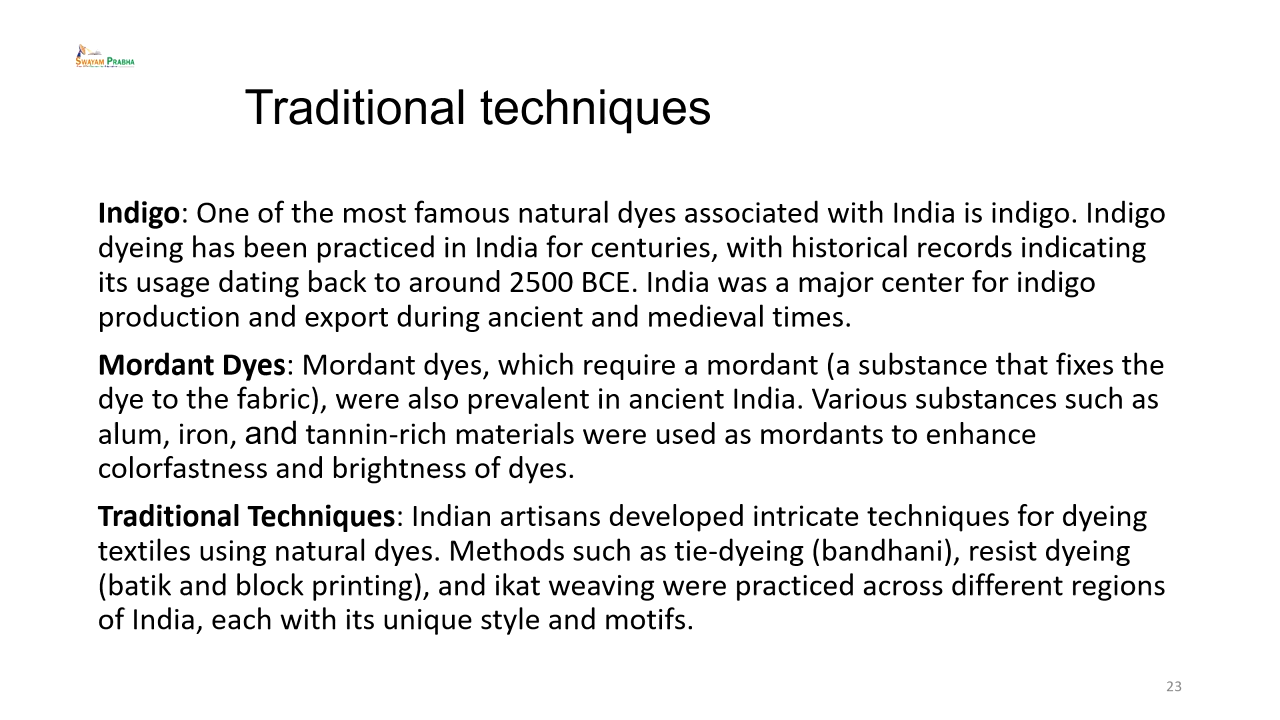 SWAYAM PRABHA
Traditional techniques
Indigo: One of the most famous natural dyes associated with India is indigo. Indigo
dyeing has been practiced in India for centuries, with historical records indicating
its usage dating back to around 2500 BCE. India was a major center for indigo
production and export during ancient and medieval times.
Mordant Dyes: Mordant dyes, which require a mordant (a substance that fixes the
dye to the fabric), were also prevalent in ancient India. Various substances such as
alum, iron, and tannin-rich materials were used as mordants to enhance
colorfastness and brightness of dyes.
Traditional Techniques: Indian artisans developed intricate techniques for dyeing
textiles using natural dyes. Methods such as tie-dyeing (bandhani), resist dyeing
(batik and block printing), and ikat weaving were practiced across different regions
of India, each with its unique style and motifs.
23